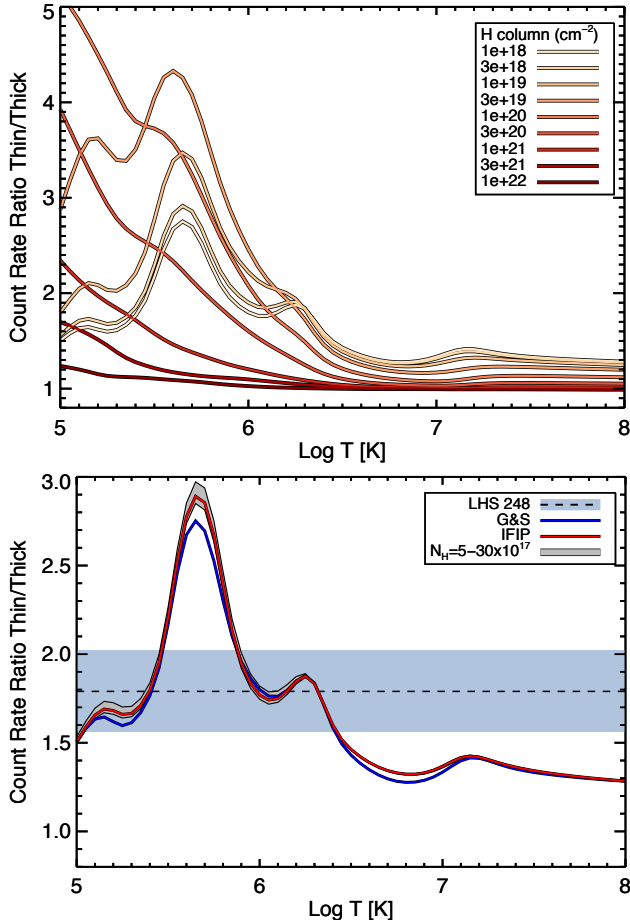 5
4
3
2
1
Count Rate Ratio Thin/Thick
H column (cm⁻²)
1e+18
3e+18
1e+19
3e+19
1e+20
3e+20
1e+21
3e+21
1e+22
5 6 7 8
Log T [K]
3.0
2.5
2.0
1.5
1.0
Count Rate Ratio Thin/Thick
LHS 248
G&S
IFIP
N_H=5−30x10¹⁷
5 6 7 8
Log T [K]